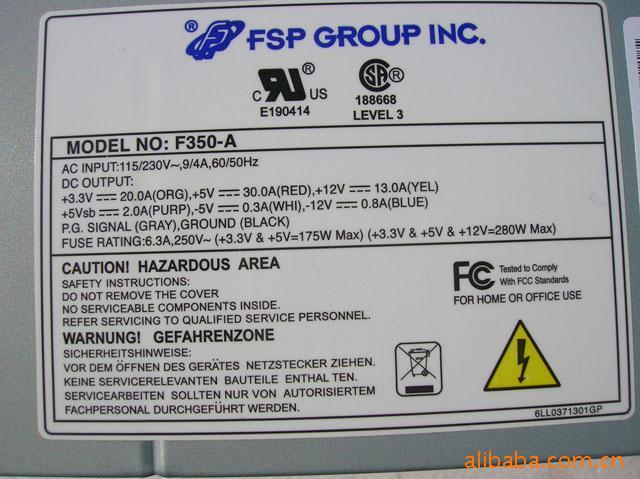 ® FSP GROUP INC.
C RU ® US
E190414
SA ®
188668
LEVEL 3
MODEL NO: F350-A
AC INPUT:115/230V~,9/4A,60/50Hz
DC OUTPUT:
+3.3V ⎓ 20.0A(ORG),+5V ⎓ 30.0A(RED),+12V ⎓ 13.0A(YEL)
+5Vsb ⎓ 2.0A(PURP),-5V ⎓ 0.3A(WHI),-12V ⎓ 0.8A(BLUE)
P.G. SIGNAL (GRAY),GROUND (BLACK)
FUSE RATING:6.3A,250V~ (+3.3V & +5V=175W Max) (+3.3V & +5V & +12V=280W Max)
CAUTION! HAZARDOUS AREA
SAFETY INSTRUCTIONS:
DO NOT REMOVE THE COVER
NO SERVICEABLE COMPONENTS INSIDE.
REFER SERVICING TO QUALIFIED SERVICE PERSONNEL.
FC Tested to Comply
With FCC Standards
FOR HOME OR OFFICE USE
WARNUNG! GEFAHRENZONE
SICHERHEITSHINWEISE:
VOR DEM ÖFFNEN DES GERÄTES NETZSTECKER ZIEHEN.
KEINE SERVICERELEVANTEN BAUTEILE ENTHAL TEN.
SERVICEARBEITEN SOLLTEN NUR VON AUTORISIERTEM
FACHPERSONAL DURCHGEFÜHRT WERDEN.
6LL0371301GP
alibaba.com.cn